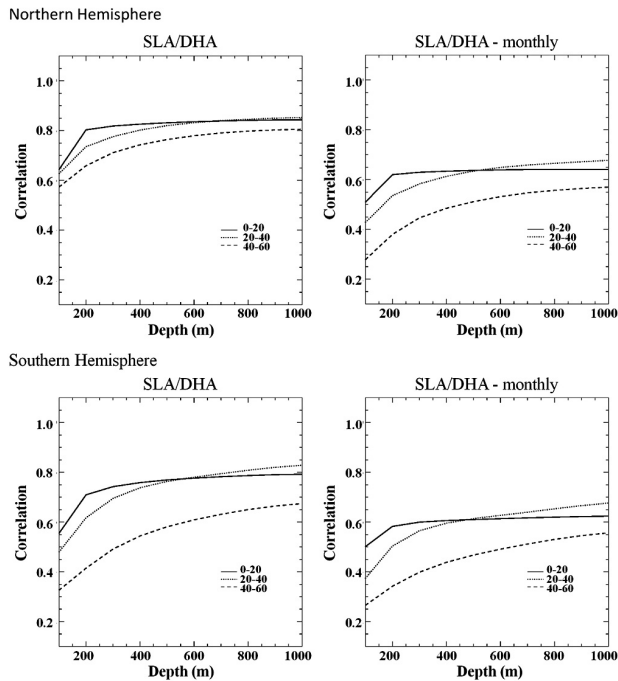 Northern Hemisphere
SLA/DHA
1.0
0.8
0.6
0.4
0.2
Correlation
0-20
20-40
40-60
200 400 600 800 1000
Depth (m)
SLA/DHA - monthly
1.0
0.8
0.6
0.4
0.2
Correlation
0-20
20-40
40-60
200 400 600 800 1000
Depth (m)
Southern Hemisphere
SLA/DHA
1.0
0.8
0.6
0.4
0.2
Correlation
0-20
20-40
40-60
200 400 600 800 1000
Depth (m)
SLA/DHA - monthly
1.0
0.8
0.6
0.4
0.2
Correlation
0-20
20-40
40-60
200 400 600 800 1000
Depth (m)